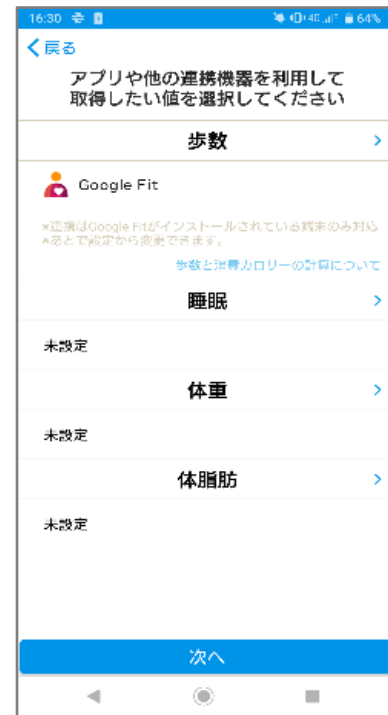 16:30
64%
戻る
アプリや他の連携機器を利用して
取得したい値を選択してください
歩数
Google Fit
※連携はGoogle Fitがインストールされている端末のみ対応
※あとで設定から変更できます。
歩数と消費カロリーの計算について
睡眠
未設定
体重
未設定
体脂肪
未設定
次へ